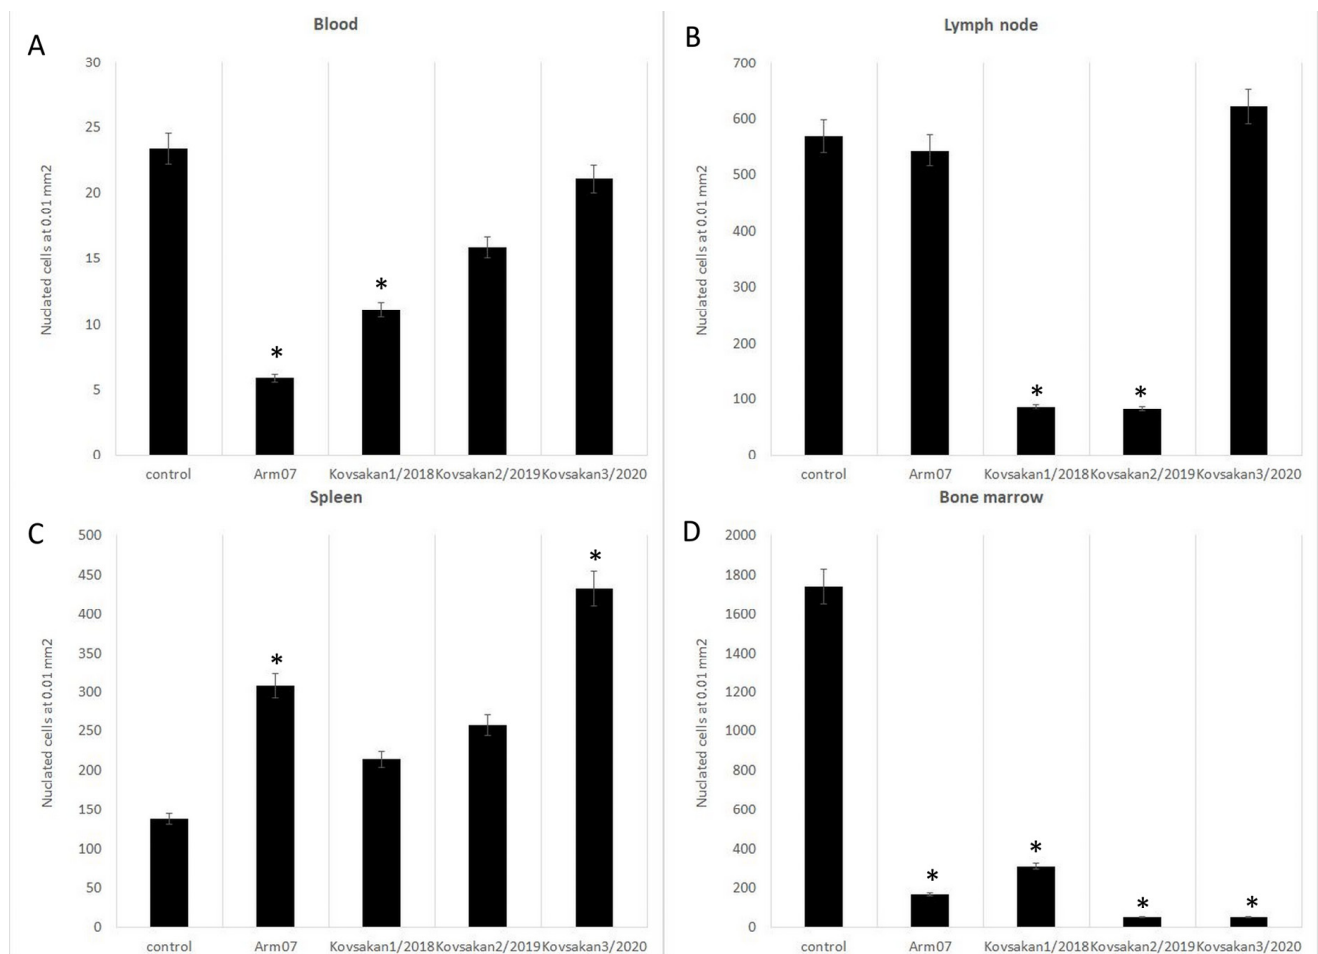 A
Blood
Nuclated cells at 0.01 mm2
30
25
20
15
10
5
0
*
*
control Arm07 Kovsakan1/2018 Kovsakan2/2019 Kovsakan3/2020
B
Lymph node
Nuclated cells at 0.01 mm2
700
600
500
400
300
200
100
0
* *
control Arm07 Kovsakan1/2018 Kovsakan2/2019 Kovsakan3/2020
C
Spleen
Nuclated cells at 0.01 mm2
500
450
400
350
300
250
200
150
100
50
0
*
*
control Arm07 Kovsakan1/2018 Kovsakan2/2019 Kovsakan3/2020
D
Bone marrow
Nuclated cells at 0.01 mm2
2000
1800
1600
1400
1200
1000
800
600
400
200
0
* * * *
control Arm07 Kovsakan1/2018 Kovsakan2/2019 Kovsakan3/2020